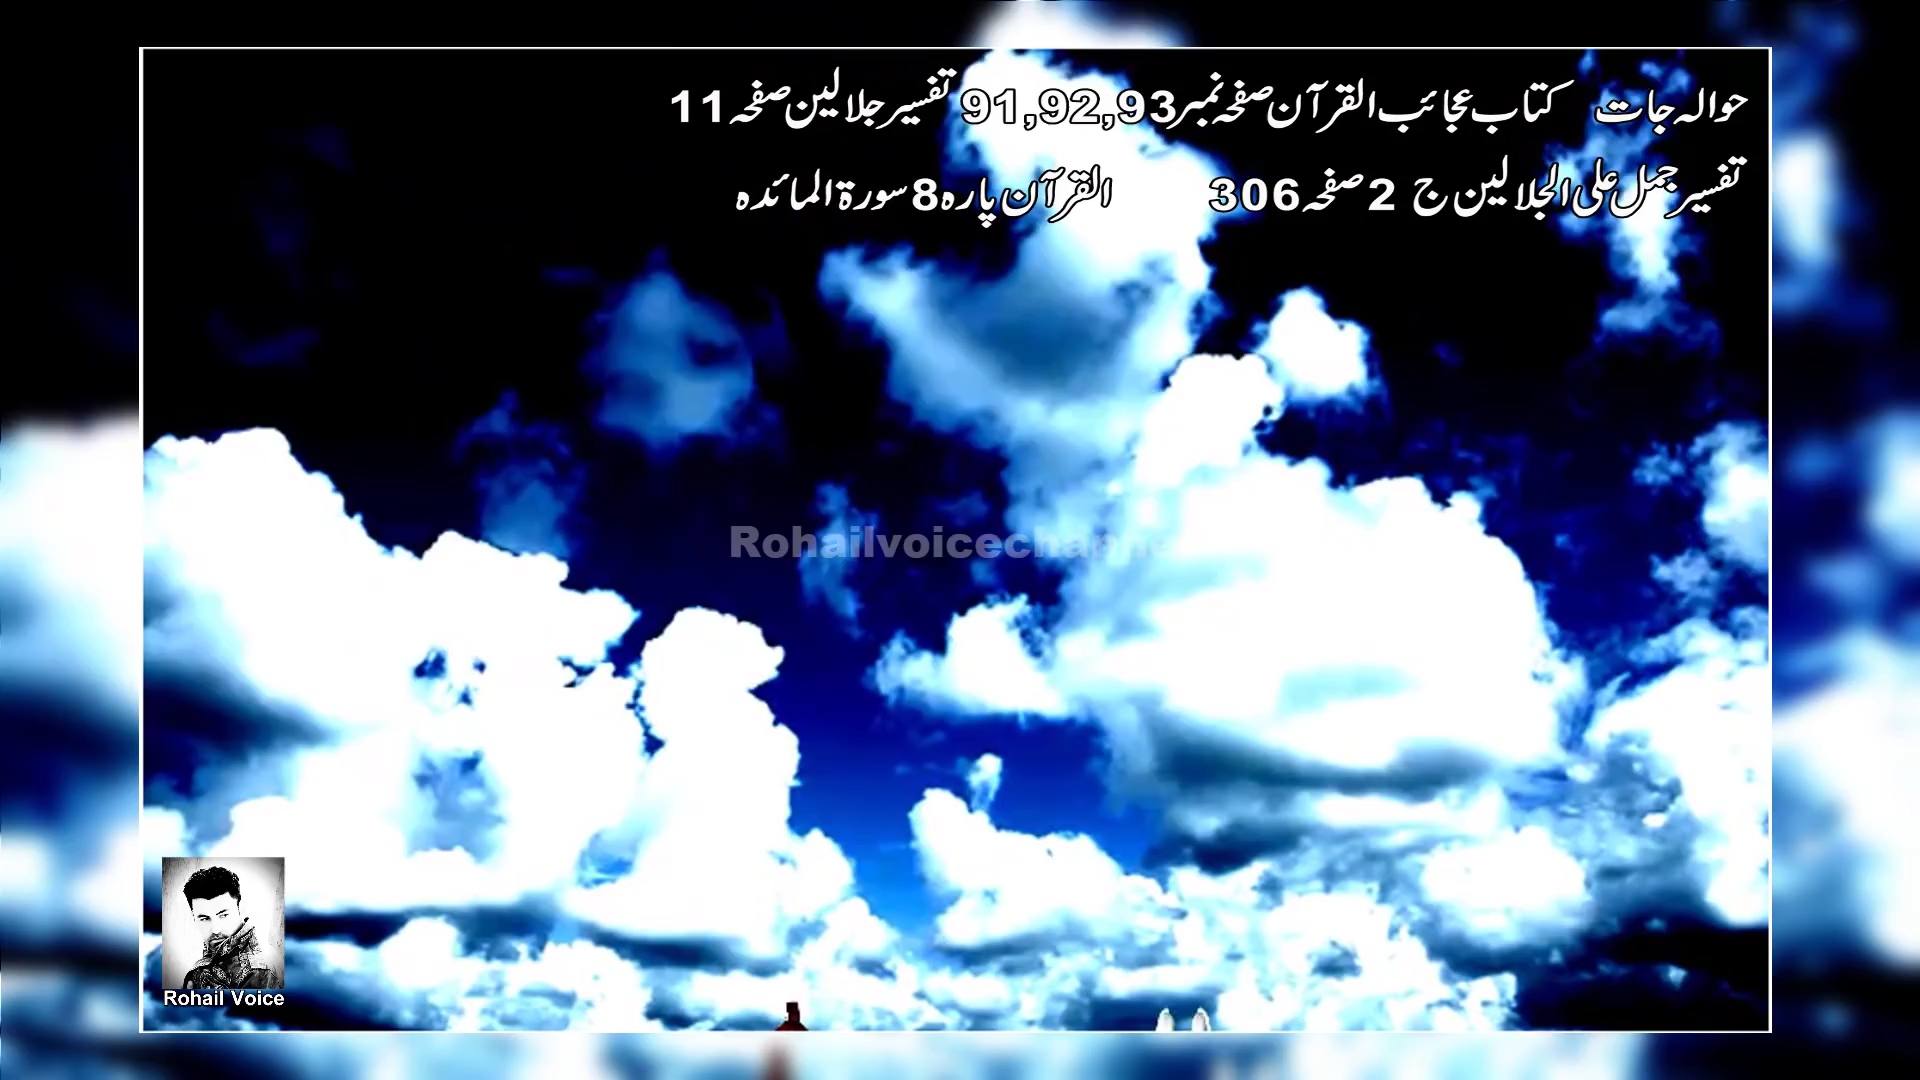 حوالہ جات کتاب عجائب القرآن صفحہ نمبر 91,92,93 تفسیر جلالین صفحہ 11
تفسیر جمل علی الجلالین ج 2 صفحہ 306 القرآن پارہ 8 سورۃ المائدہ
Rohailvoicechanne
Rohail Voice